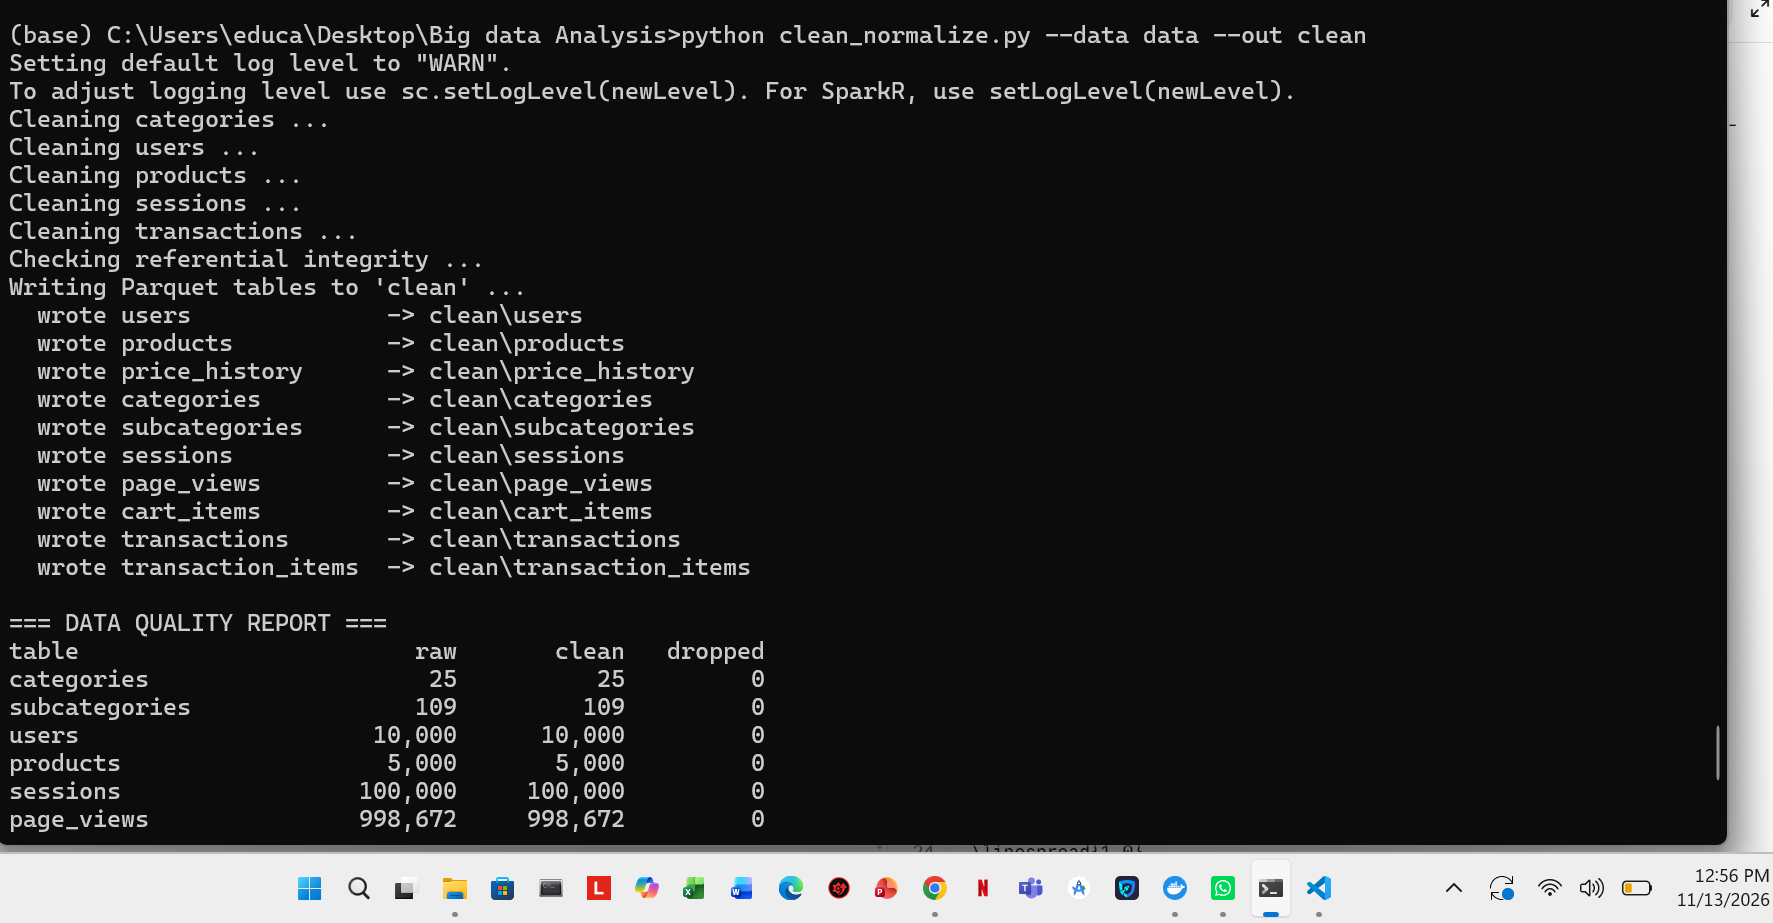 (base) C:\Users\educa\Desktop\Big data Analysis>python clean_normalize.py --data data --out clean
Setting default log level to "WARN".
To adjust logging level use sc.setLogLevel(newLevel). For SparkR, use setLogLevel(newLevel).
Cleaning categories ...
Cleaning users ...
Cleaning products ...
Cleaning sessions ...
Cleaning transactions ...
Checking referential integrity ...
Writing Parquet tables to 'clean' ...
  wrote users              -> clean\users
  wrote products           -> clean\products
  wrote price_history      -> clean\price_history
  wrote categories         -> clean\categories
  wrote subcategories      -> clean\subcategories
  wrote sessions           -> clean\sessions
  wrote page_views         -> clean\page_views
  wrote cart_items         -> clean\cart_items
  wrote transactions       -> clean\transactions
  wrote transaction_items  -> clean\transaction_items
=== DATA QUALITY REPORT ===
table                        raw       clean   dropped
categories                    25          25         0
subcategories                109         109         0
users                     10,000      10,000         0
products                   5,000       5,000         0
sessions                 100,000     100,000         0
page_views               998,672     998,672         0
12:56 PM
11/13/2026